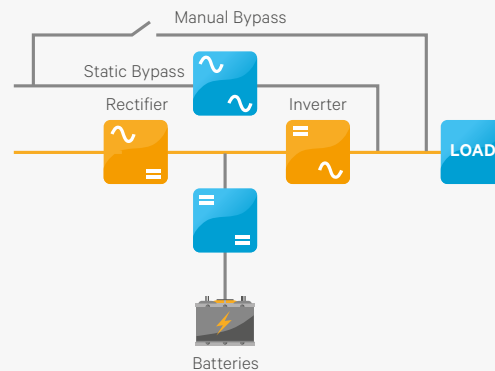 Manual Bypass
Static Bypass
Rectifier
Inverter
LOAD
Batteries